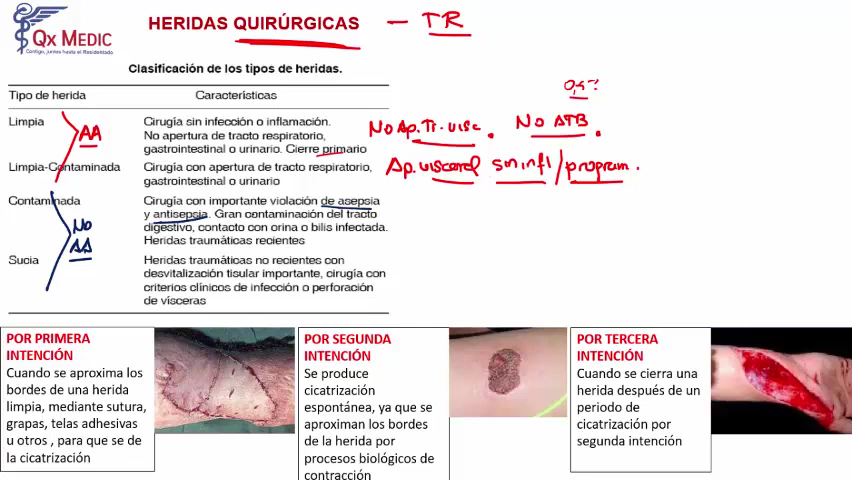 Qx MEDIC
Contigo, juntos hasta el Residentado
HERIDAS QUIRÚRGICAS — TR
Clasificación de los tipos de heridas.
Tipo de herida Características
Limpia Cirugía sin infección o inflamación.
No apertura de tracto respiratorio,
gastrointestinal o urinario. Cierre primario
Limpia-Contaminada Cirugía con apertura de tracto respiratorio,
gastrointestinal o urinario
Contaminada Cirugía con importante violación de asepsia
y antisepsia. Gran contaminación del tracto
digestivo, contacto con orina o bilis infectada.
Heridas traumáticas recientes
Sucia Heridas traumáticas no recientes con
desvitalización tisular importante, cirugía con
criterios clínicos de infección o perforación
de vísceras
AA
No
AA
No Ap. Tr. visc. No ATB.
Ap. visceral sin infl / program.
POR PRIMERA
INTENCIÓN
Cuando se aproxima los
bordes de una herida
limpia, mediante sutura,
grapas, telas adhesivas
u otros , para que se de
la cicatrización
POR SEGUNDA
INTENCIÓN
Se produce
cicatrización
espontánea, ya que se
aproximan los bordes
de la herida por
procesos biológicos de
contracción
POR TERCERA
INTENCIÓN
Cuando se cierra una
herida después de un
periodo de
cicatrización por
segunda intención